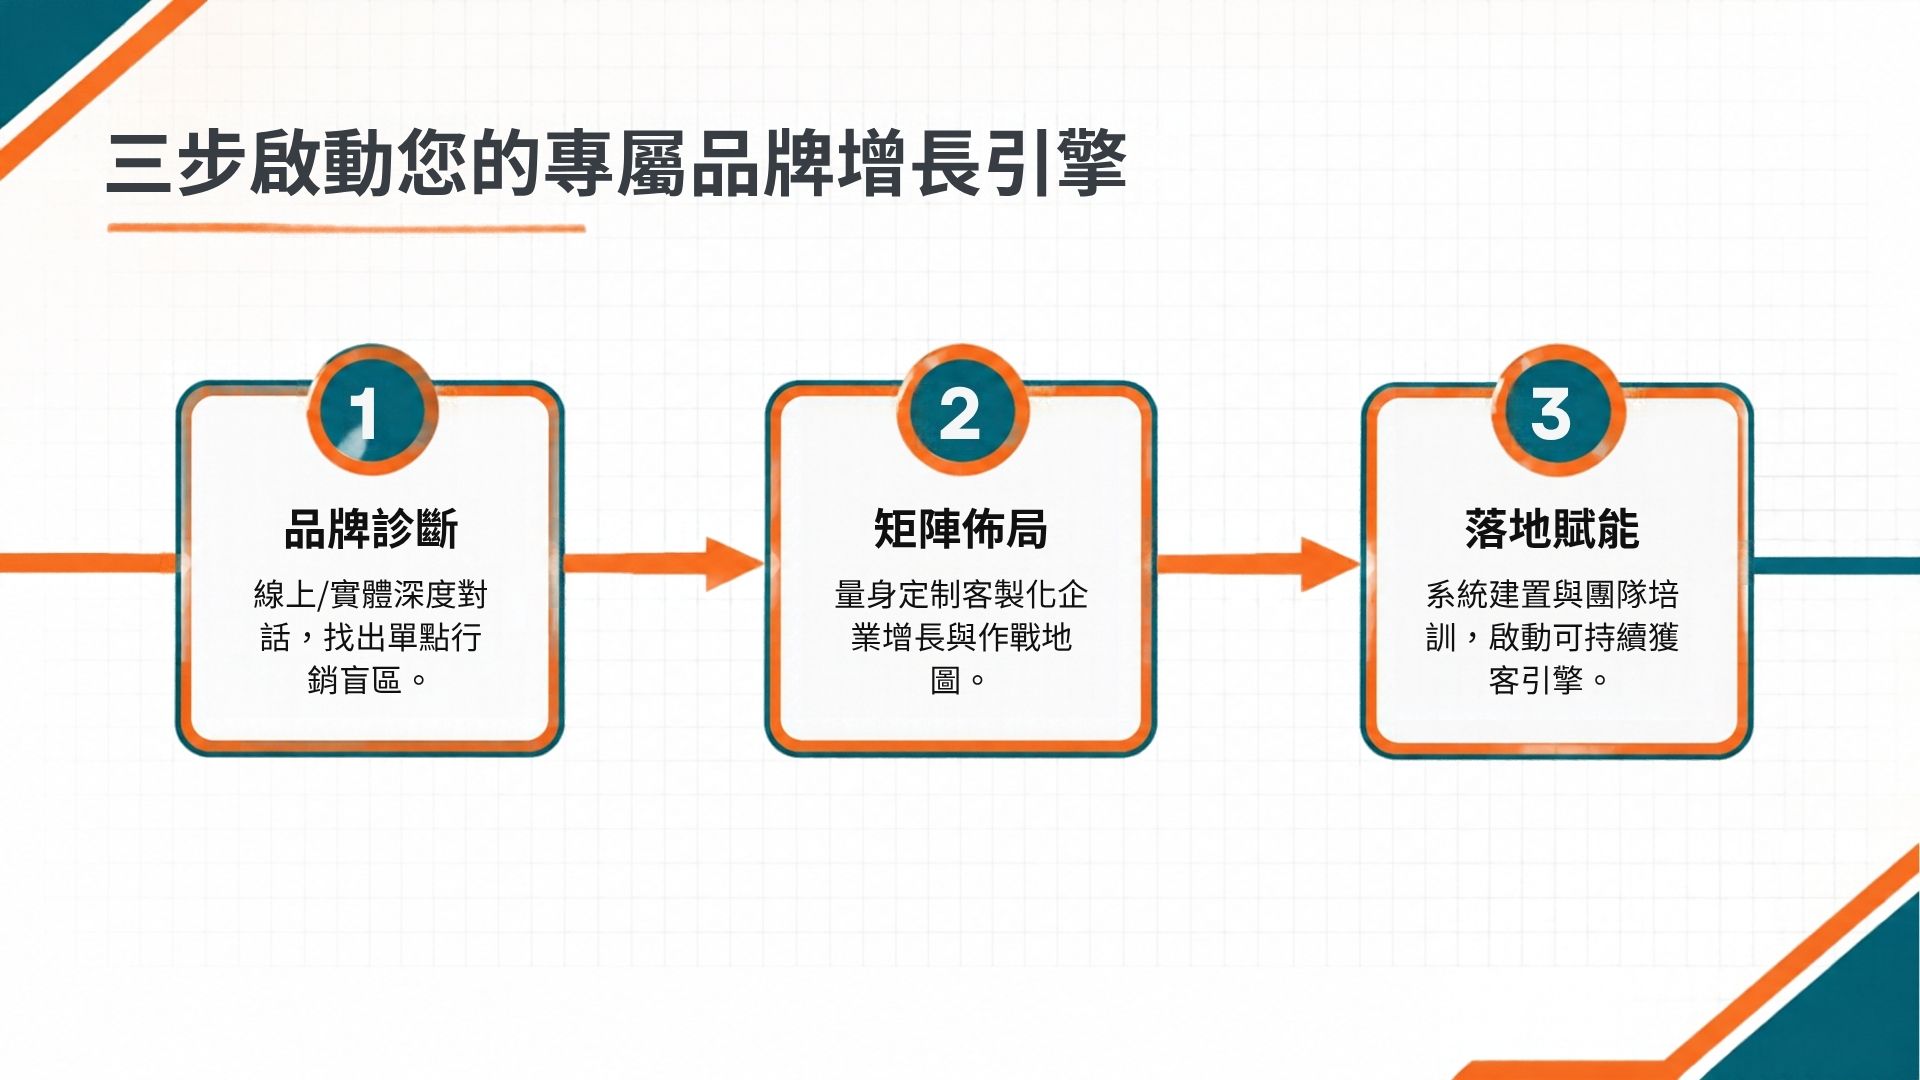 三步啟動您的專屬品牌增長引擎
1
品牌診斷
線上/實體深度對
話，找出單點行
銷盲區。
2
矩陣佈局
量身定制客製化企
業增長與作戰地
圖。
3
落地賦能
系統建置與團隊培
訓，啟動可持續獲
客引擎。